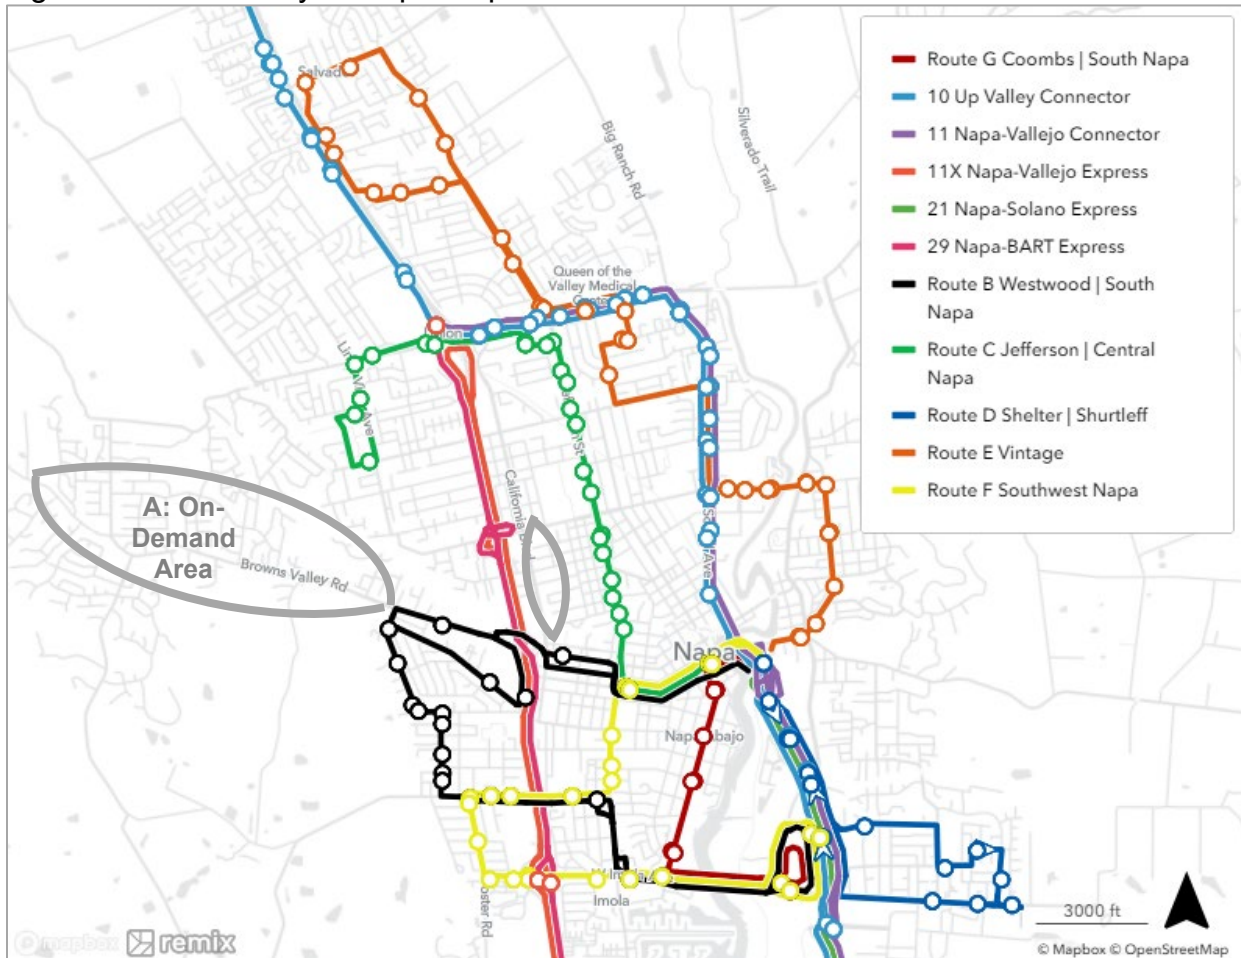 Salvado
Big Ranch Rd
Silverado Trail
Queen of the
Valley Medical
Center
California Blvd
A: On-
Demand
Area
Browns Valley Rd
Napa
Imola
Route G Coombs | South Napa
10 Up Valley Connector
11 Napa-Vallejo Connector
11X Napa-Vallejo Express
21 Napa-Solano Express
29 Napa-BART Express
Route B Westwood | South
Napa
Route C Jefferson | Central
Napa
Route D Shelter | Shurtleff
Route E Vintage
Route F Southwest Napa
3000 ft
mapbox remix
© Mapbox © OpenStreetMap